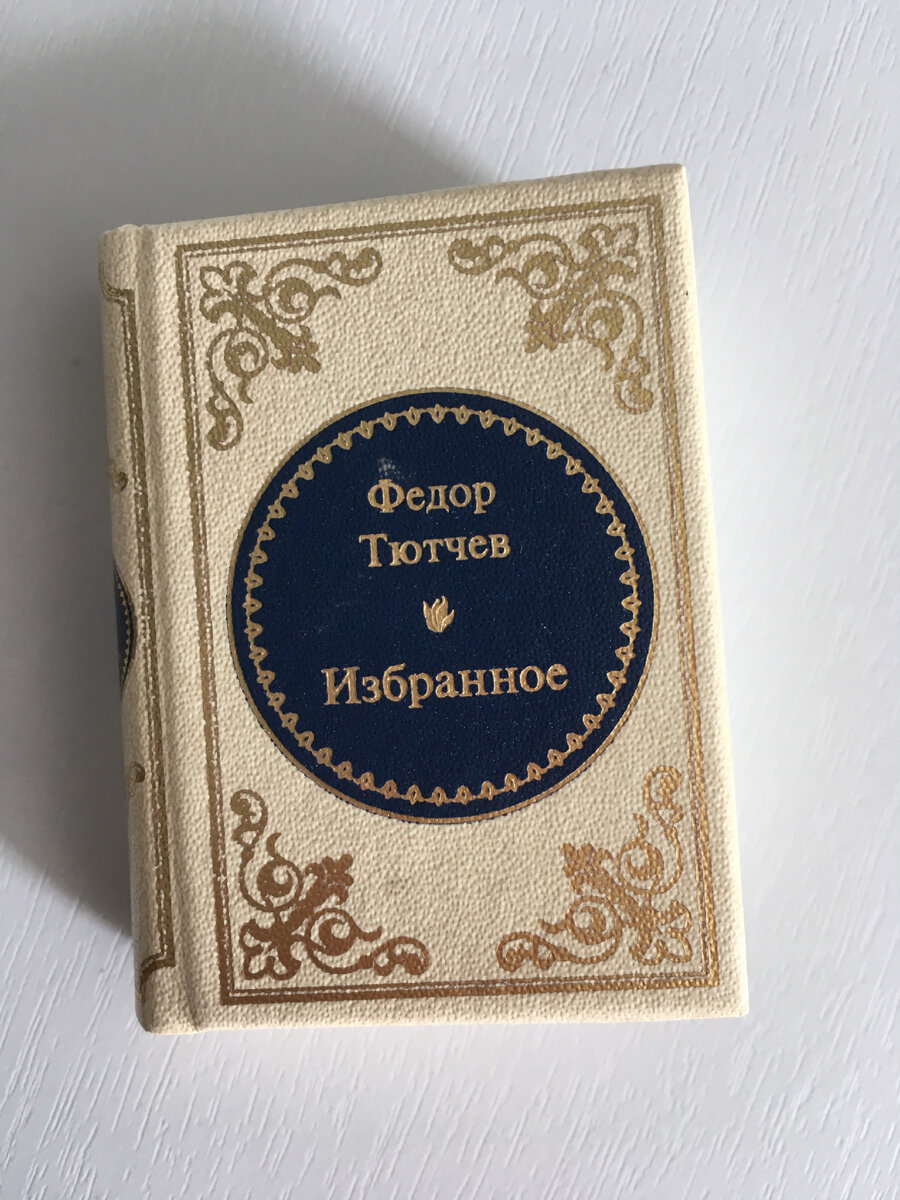 Федор
Тютчев
Избранное